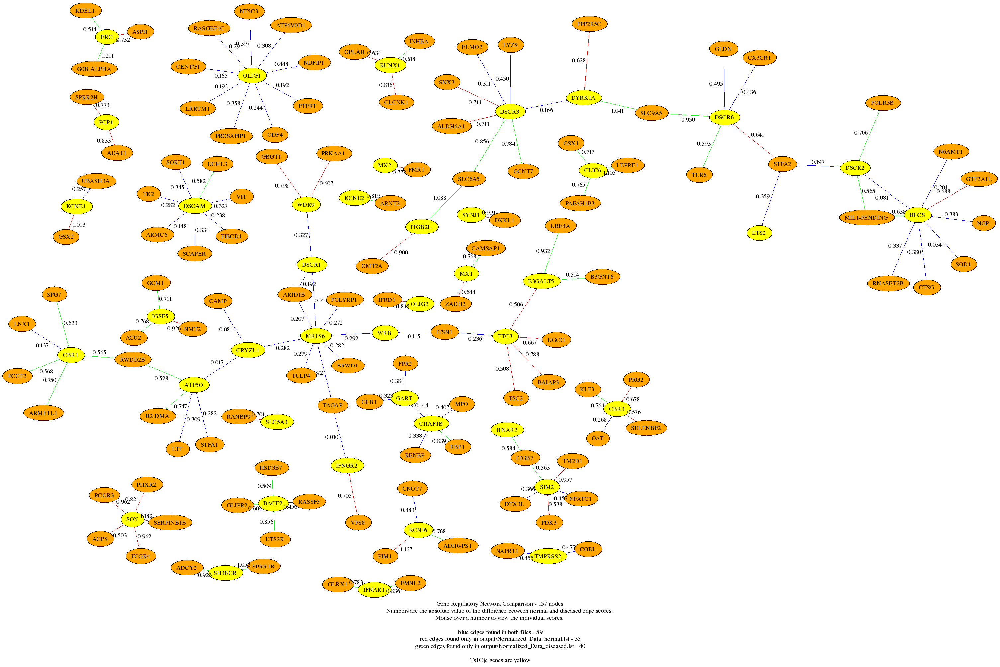 KDEL1
0.514
ERG
ASPH
0.732
1.211
G0B-ALPHA
NT5C3
RASGEF1C
ATP6V0D1
0.291
0.397
0.308
CENTG1
NDFIP1
0.448
0.165
OLIG1
0.192
0.192
LRRTM1
0.358
0.244
PTPRT
PROSAPIP1
ODF4
OPLAH
0.634
INHBA
0.618
RUNX1
0.816
CLCNK1
SPRR2H
0.773
PCP4
0.833
ADAT1
ELMO2
LYZS
PPP2R5C
0.628
SNX3
0.311
0.450
0.711
DSCR3
0.166
DYRK1A
1.041
SLC9A5
0.950
ALDH6A1
0.711
0.856
0.784
SLC6A5
GCNT7
GLDN
CX3CR1
0.495
0.436
DSCR6
0.593
0.641
TLR6
STFA2
0.197
POLR3B
0.706
DSCR2
0.359
ETS2
0.565
0.081
MIL1-PENDING
0.638
N6AMT1
GTF2A1L
0.201
0.688
HLCS
0.383
NGP
0.337
0.380
0.034
RNASET2B
CTSG
SOD1
GSX1
0.717
CLIC6
LEPRE1
1.105
0.765
PAFAH1B3
MX2
0.772
FMR1
KCNE2
0.819
ARNT2
1.088
ITGB2L
0.900
OMT2A
SYNJ1
0.919
DKKL1
UBASH3A
0.257
KCNE1
1.013
GSX2
SORT1
UCHL3
0.345
0.582
TK2
0.282
DSCAM
0.327
VIT
0.238
0.148
0.334
ARMC6
FIBCD1
SCAPER
GBGT1
PRKAA1
0.798
0.607
WDR9
0.327
DSCR1
0.192
ARID1B
0.143
PGLYRP1
0.207
0.272
MRPS6
0.292
WRB
0.115
ITSN1
0.236
TTC3
CAMSAP1
0.768
MX1
0.644
ZADH2
IFRD1
0.845
OLIG2
UBE4A
0.932
B3GALT5
0.514
B3GNT6
0.506
0.667
UGCG
0.788
0.508
BAIAP3
TSC2
GCM1
0.711
IGSF5
0.768
0.926
ACO2
NMT2
SPG7
LNX1
0.623
0.137
CBR1
0.565
RWDD2B
PCGF2
0.568
0.750
ARMETL1
0.528
CAMP
0.081
CRYZL1
0.282
0.017
ATP5O
0.747
H2-DMA
0.309
0.282
LTF
STFA1
0.279
TULP4
0.282
BRWD1
TAGAP
0.010
IFNGR2
0.705
VPS8
RANBP9
0.701
SLC5A3
FPR2
0.384
GLB1
0.323
GART
0.144
0.407
MPO
CHAF1B
0.338
0.839
RENBP
RBP1
KLF3
PRG2
0.764
0.678
CBR3
0.576
0.268
SELENBP2
OAT
IFNAR2
0.584
ITGB7
TM2D1
0.563
0.957
SIM2
0.366
0.457
DTX3L
0.538
NFATC1
PDK3
HSD3B7
0.509
GLIPR2
0.604
BACE2
0.450
RASSF5
0.856
UTS2R
PHXR2
RCOR3
0.962
0.821
SON
1.182
SERPINB1B
AGPS
0.503
0.962
FCGR4
CNOT7
0.483
KCNJ6
0.768
ADH6-PS1
PIM1
1.137
NAPRT1
0.455
TMPRSS2
0.477
COBL
ADCY2
0.923
SH3BGR
1.052
SPRR1B
GLRX1
0.783
IFNAR1
0.836
FMNL2
Gene Regulatory Network Comparison - 157 nodes
Numbers are the absolute value of the difference between normal and diseased edge scores.
Mouse over a number to view the individual scores.
blue edges found in both files - 59
red edges found only in output/Normalized_Data_normal.lst - 35
green edges found only in output/Normalized_Data_diseased.lst - 40
Ts1Cje genes are yellow